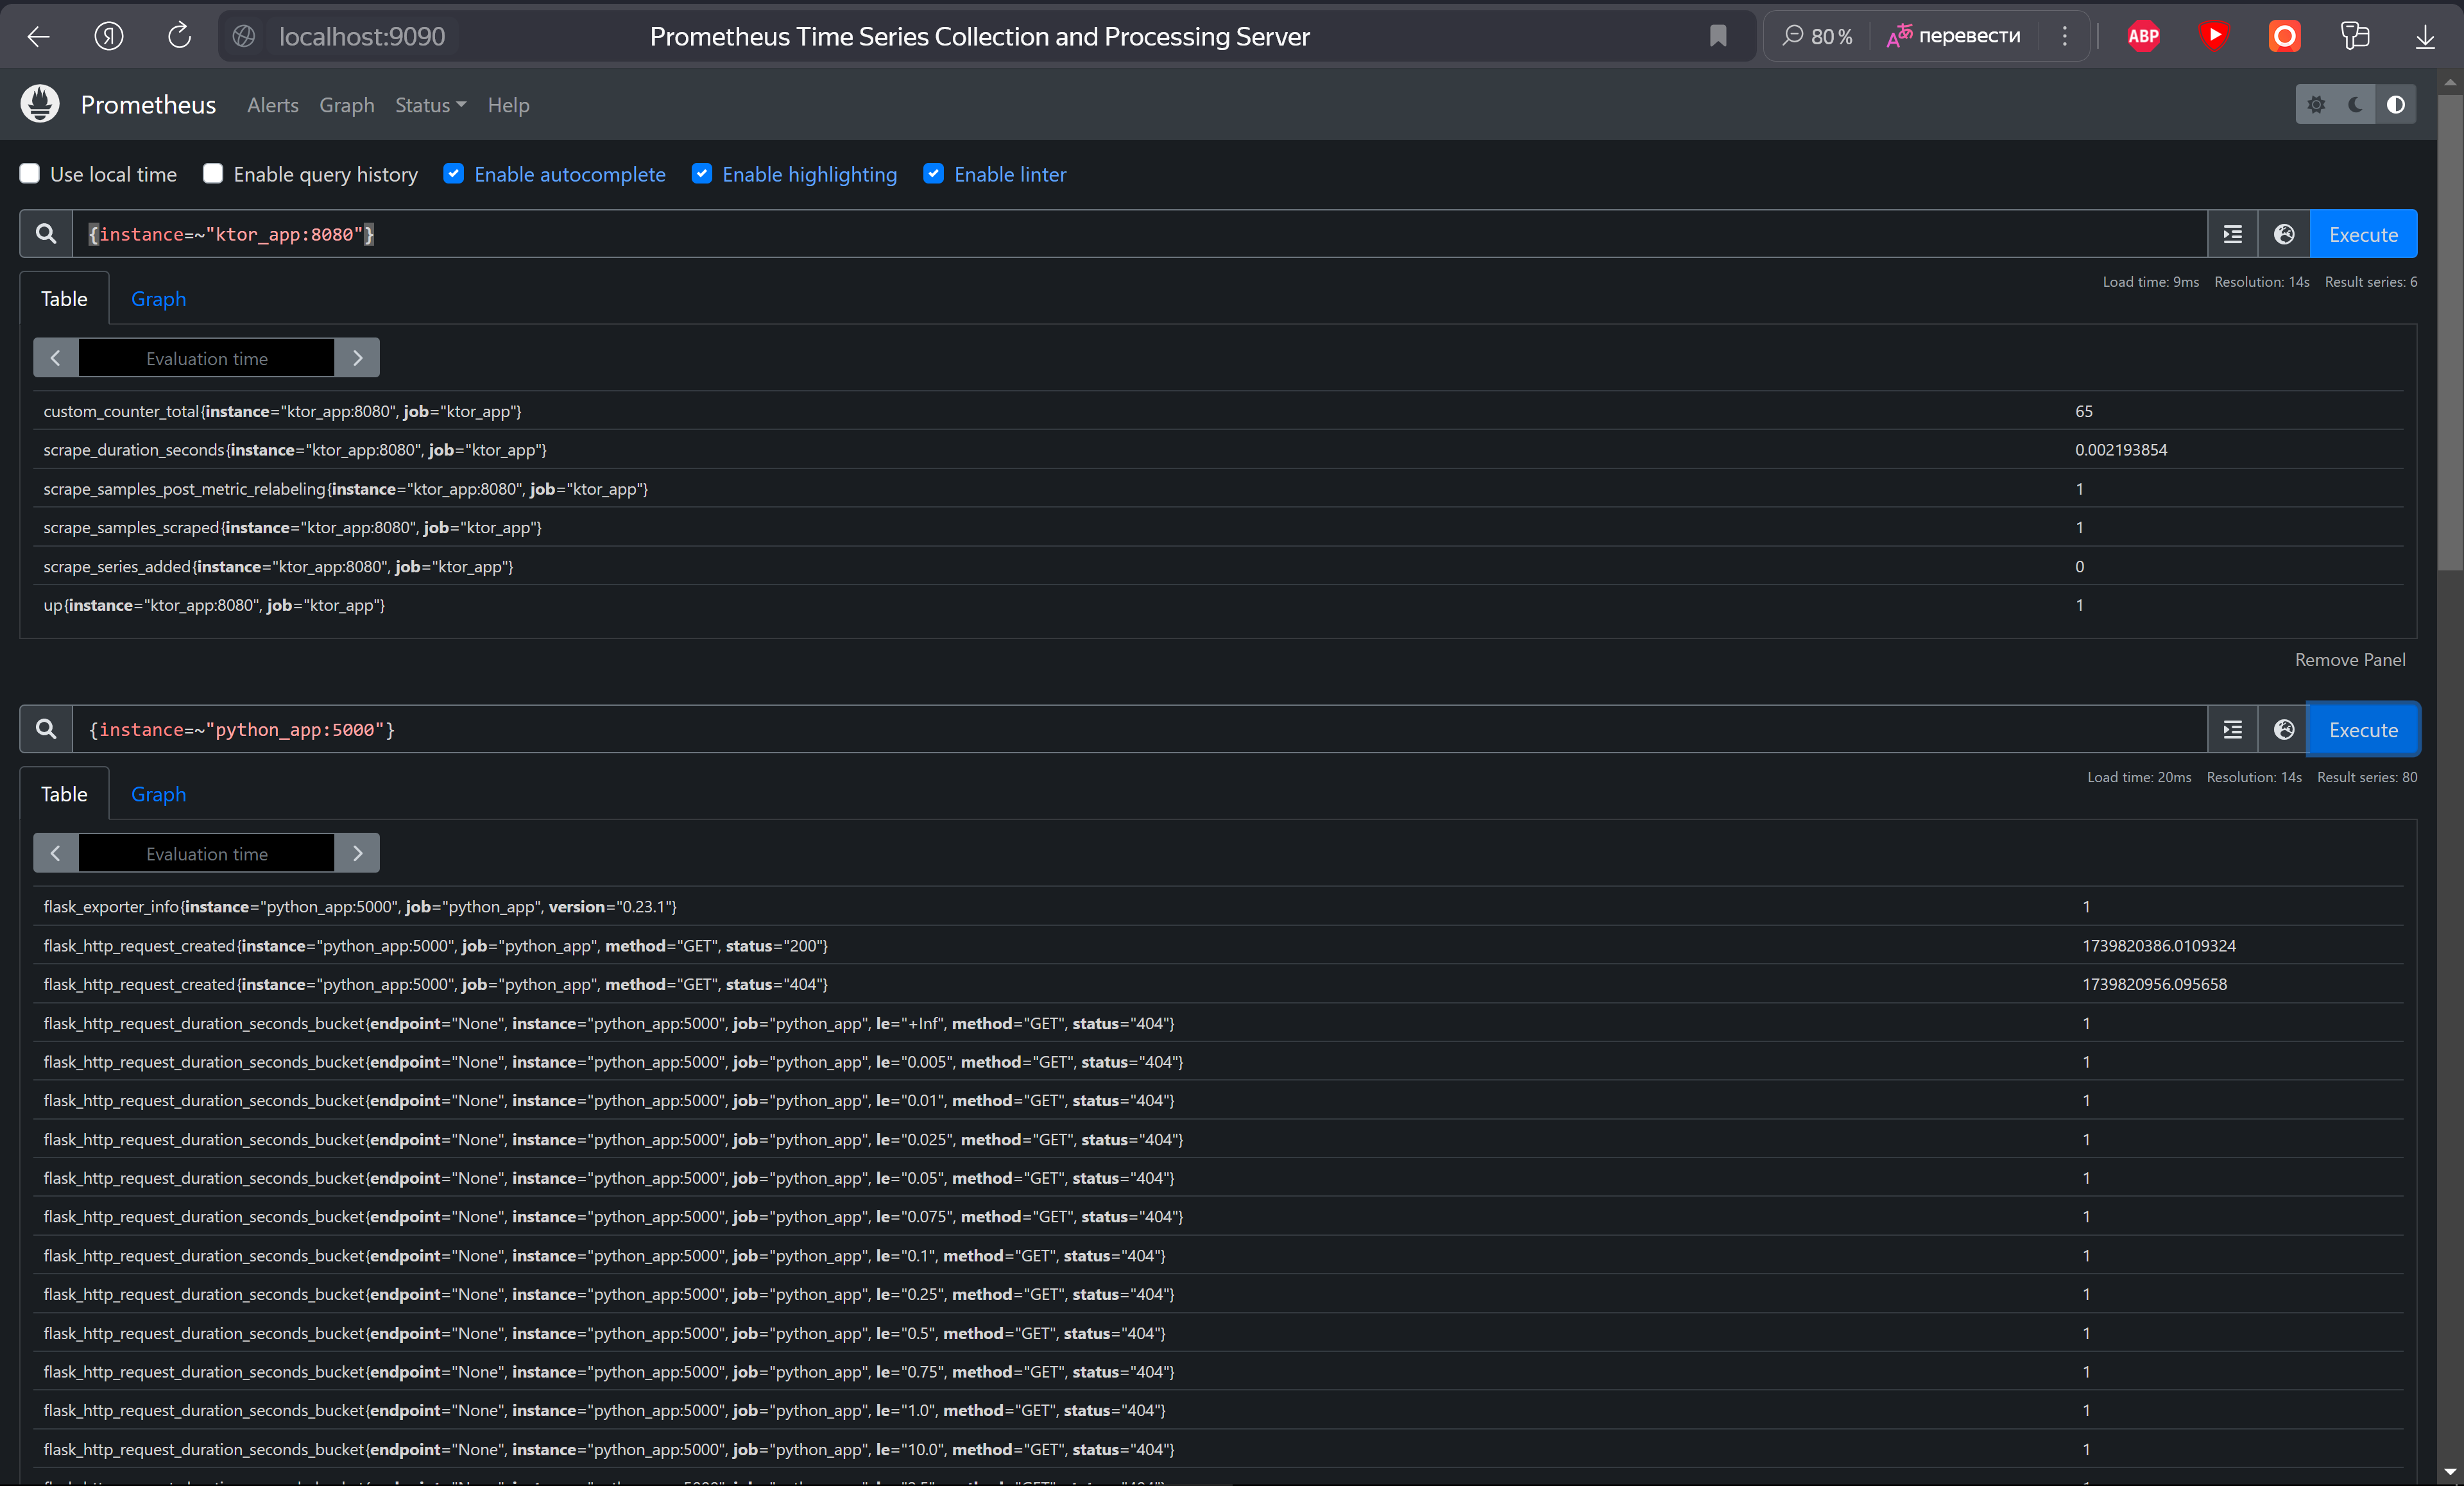 Я localhost:9090 Prometheus Time Series Collection and Processing Server 80 % перевести ABP
Prometheus Alerts Graph Status Help
Use local time Enable query history Enable autocomplete Enable highlighting Enable linter
{instance=~"ktor_app:8080"} Execute
Table Graph Load time: 9ms Resolution: 14s Result series: 6
Evaluation time
custom_counter_total{instance="ktor_app:8080", job="ktor_app"} 65
scrape_duration_seconds{instance="ktor_app:8080", job="ktor_app"} 0.002193854
scrape_samples_post_metric_relabeling{instance="ktor_app:8080", job="ktor_app"} 1
scrape_samples_scraped{instance="ktor_app:8080", job="ktor_app"} 1
scrape_series_added{instance="ktor_app:8080", job="ktor_app"} 0
up{instance="ktor_app:8080", job="ktor_app"} 1
Remove Panel
{instance=~"python_app:5000"} Execute
Table Graph Load time: 20ms Resolution: 14s Result series: 80
Evaluation time
flask_exporter_info{instance="python_app:5000", job="python_app", version="0.23.1"} 1
flask_http_request_created{instance="python_app:5000", job="python_app", method="GET", status="200"} 1739820386.0109324
flask_http_request_created{instance="python_app:5000", job="python_app", method="GET", status="404"} 1739820956.095658
flask_http_request_duration_seconds_bucket{endpoint="None", instance="python_app:5000", job="python_app", le="+Inf", method="GET", status="404"} 1
flask_http_request_duration_seconds_bucket{endpoint="None", instance="python_app:5000", job="python_app", le="0.005", method="GET", status="404"} 1
flask_http_request_duration_seconds_bucket{endpoint="None", instance="python_app:5000", job="python_app", le="0.01", method="GET", status="404"} 1
flask_http_request_duration_seconds_bucket{endpoint="None", instance="python_app:5000", job="python_app", le="0.025", method="GET", status="404"} 1
flask_http_request_duration_seconds_bucket{endpoint="None", instance="python_app:5000", job="python_app", le="0.05", method="GET", status="404"} 1
flask_http_request_duration_seconds_bucket{endpoint="None", instance="python_app:5000", job="python_app", le="0.075", method="GET", status="404"} 1
flask_http_request_duration_seconds_bucket{endpoint="None", instance="python_app:5000", job="python_app", le="0.1", method="GET", status="404"} 1
flask_http_request_duration_seconds_bucket{endpoint="None", instance="python_app:5000", job="python_app", le="0.25", method="GET", status="404"} 1
flask_http_request_duration_seconds_bucket{endpoint="None", instance="python_app:5000", job="python_app", le="0.5", method="GET", status="404"} 1
flask_http_request_duration_seconds_bucket{endpoint="None", instance="python_app:5000", job="python_app", le="0.75", method="GET", status="404"} 1
flask_http_request_duration_seconds_bucket{endpoint="None", instance="python_app:5000", job="python_app", le="1.0", method="GET", status="404"} 1
flask_http_request_duration_seconds_bucket{endpoint="None", instance="python_app:5000", job="python_app", le="10.0", method="GET", status="404"} 1